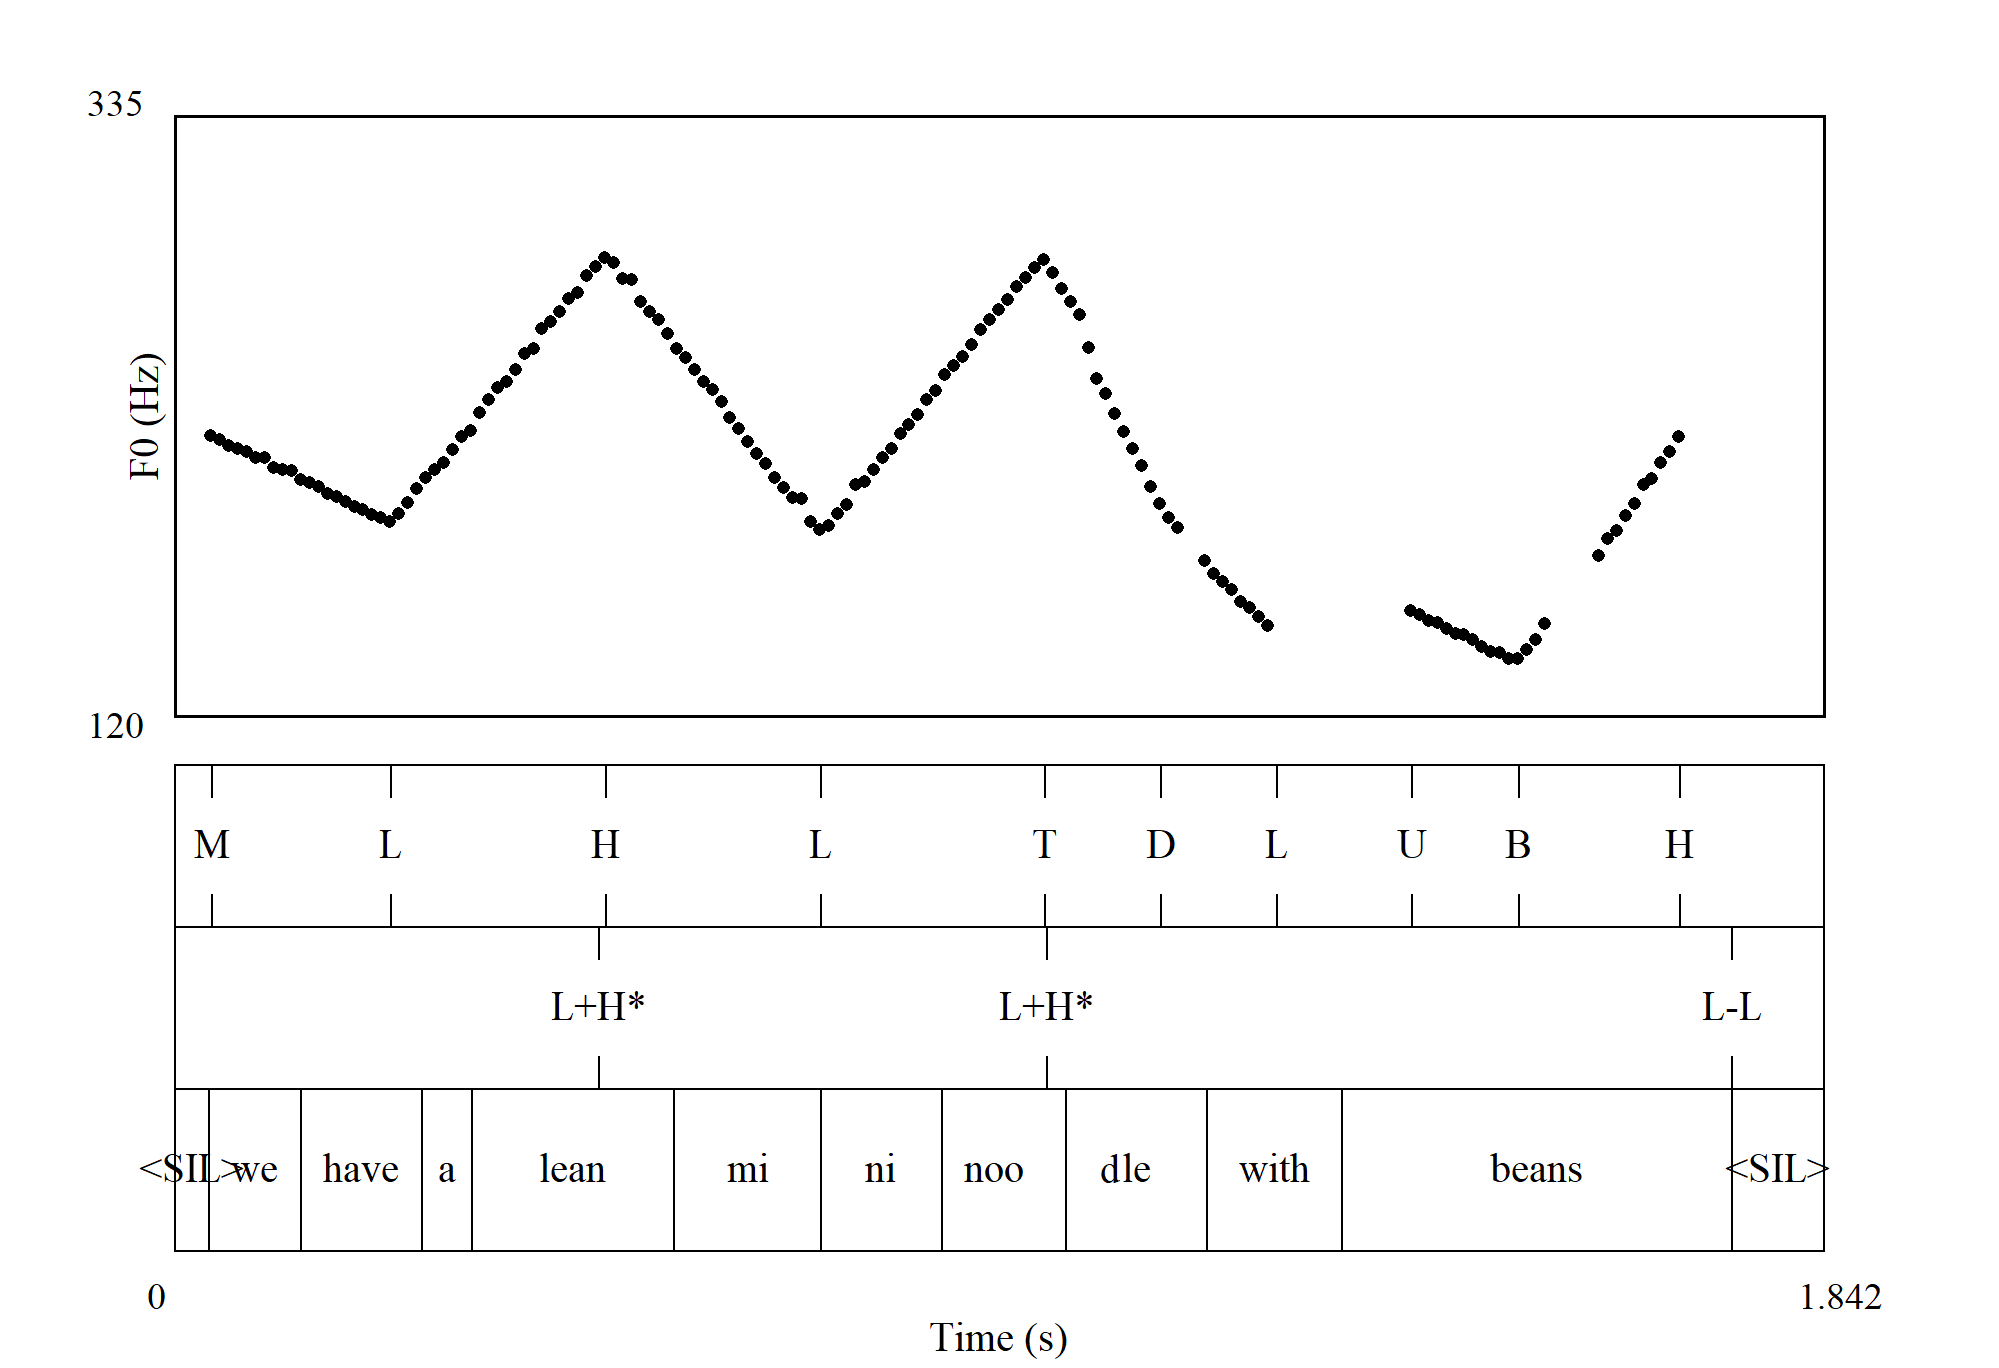 335
F0 (Hz)
120
M L H L T D L U B H
L+H* L+H* L-L
<SIL> we have a lean mi ni noo dle with beans <SIL>
0 1.842
Time (s)